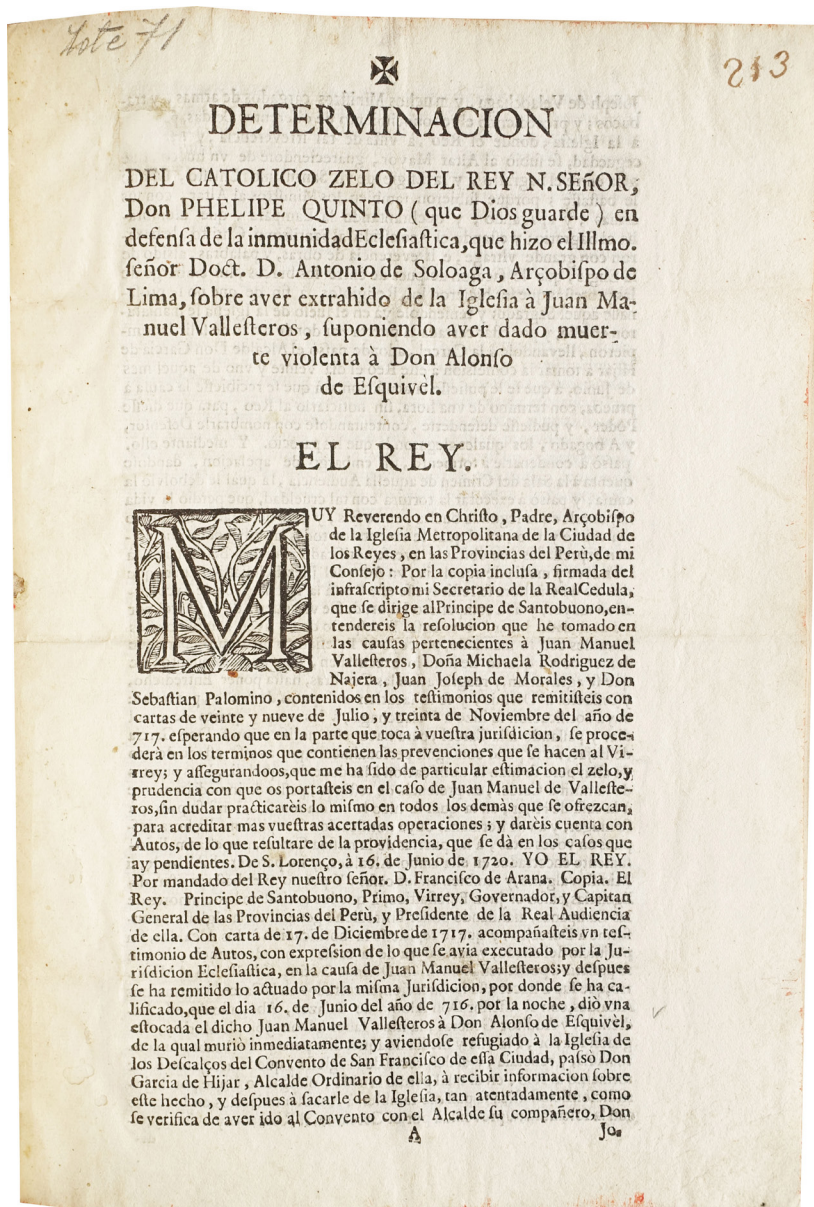 Lote 71
213
✠
DETERMINACION
DEL CATOLICO ZELO DEL REY N. SEñOR,
Don PHELIPE QUINTO ( que Dios guarde ) en
defenſa de la inmunidadEcleſiaſtica,que hizo el Illmo.
ſeñor Doct. D. Antonio de Soloaga , Arçobiſpo de
Lima, ſobre aver extrahido de la Igleſia à Juan Ma-
nuel Valleſteros , ſuponiendo aver dado muer-
te violenta à Don Alonſo
de Eſquivèl.
EL REY.
MUY Reverendo en Chriſto , Padre, Arçobiſpo
de la Igleſia Metropolitana de la Ciudad de
los Reyes , en las Provincias del Perù,de mi
Conſejo : Por la copia incluſa , firmada del
infraſcripto mi Secretario de la RealCedula,
que ſe dirige alPrincipe de Santobuono,en-
tendereis la reſolucion que he tomado en
las cauſas pertenecientes à Juan Manuel
Valleſteros , Doña Michaela Rodriguez de
Najera , Juan Joſeph de Morales , y Don
Sebaſtian Palomino , contenidos en los teſtimonios que remitiſteis con
cartas de veinte y nueve de Julio , y treinta de Noviembre del año de
717. eſperando que en la parte que toca à vueſtra juriſdicion , ſe proce-
derà en los terminos que contienen las prevenciones que ſe hacen al Vi-
rrey; y aſſegurandoos,que me ha ſido de particular eſtimacion el zelo,y
prudencia con que os portaſteis en el caſo de Juan Manuel de Valleſte-
ros,ſin dudar practicarèis lo miſmo en todos los demàs que ſe ofrezcan,
para acreditar mas vueſtras acertadas operaciones ; y darèis cuenta con
Autos, de lo que reſultare de la providencia, que ſe dà en los caſos que
ay pendientes. De S. Lorenço, à 16. de Junio de 1720. YO EL REY.
Por mandado del Rey nueſtro ſeñor. D. Franciſco de Arana. Copia. El
Rey. Principe de Santobuono, Primo, Virrey, Governador, y Capitan
General de las Provincias del Perù, y Preſidente de la Real Audiencia
de ella. Con carta de 17. de Diciembre de 1717. acompañaſteis vn teſ-
timonio de Autos, con expreſsion de lo que ſe avia executado por la Ju-
riſdicion Ecleſiaſtica, en la cauſa de Juan Manuel Valleſteros;y deſpues
ſe ha remitido lo actuado por la miſma Juriſdicion, por donde ſe ha ca-
lificado,que el dia 16. de Junio del año de 716. por la noche , diò vna
eſtocada el dicho Juan Manuel Valleſteros à Don Alonſo de Eſquivèl,
de la qual muriò inmediatamente; y aviendoſe refugiado à la Igleſia de
los Deſcalços del Convento de San Franciſco de eſſa Ciudad, paſsò Don
Garcia de Hijar , Alcalde Ordinario de ella, à recibir informacion ſobre
eſte hecho , y deſpues à ſacarle de la Igleſia, tan atentadamente , como
ſe verifica de aver ido al Convento con el Alcalde ſu compañero, Don
A Jo-